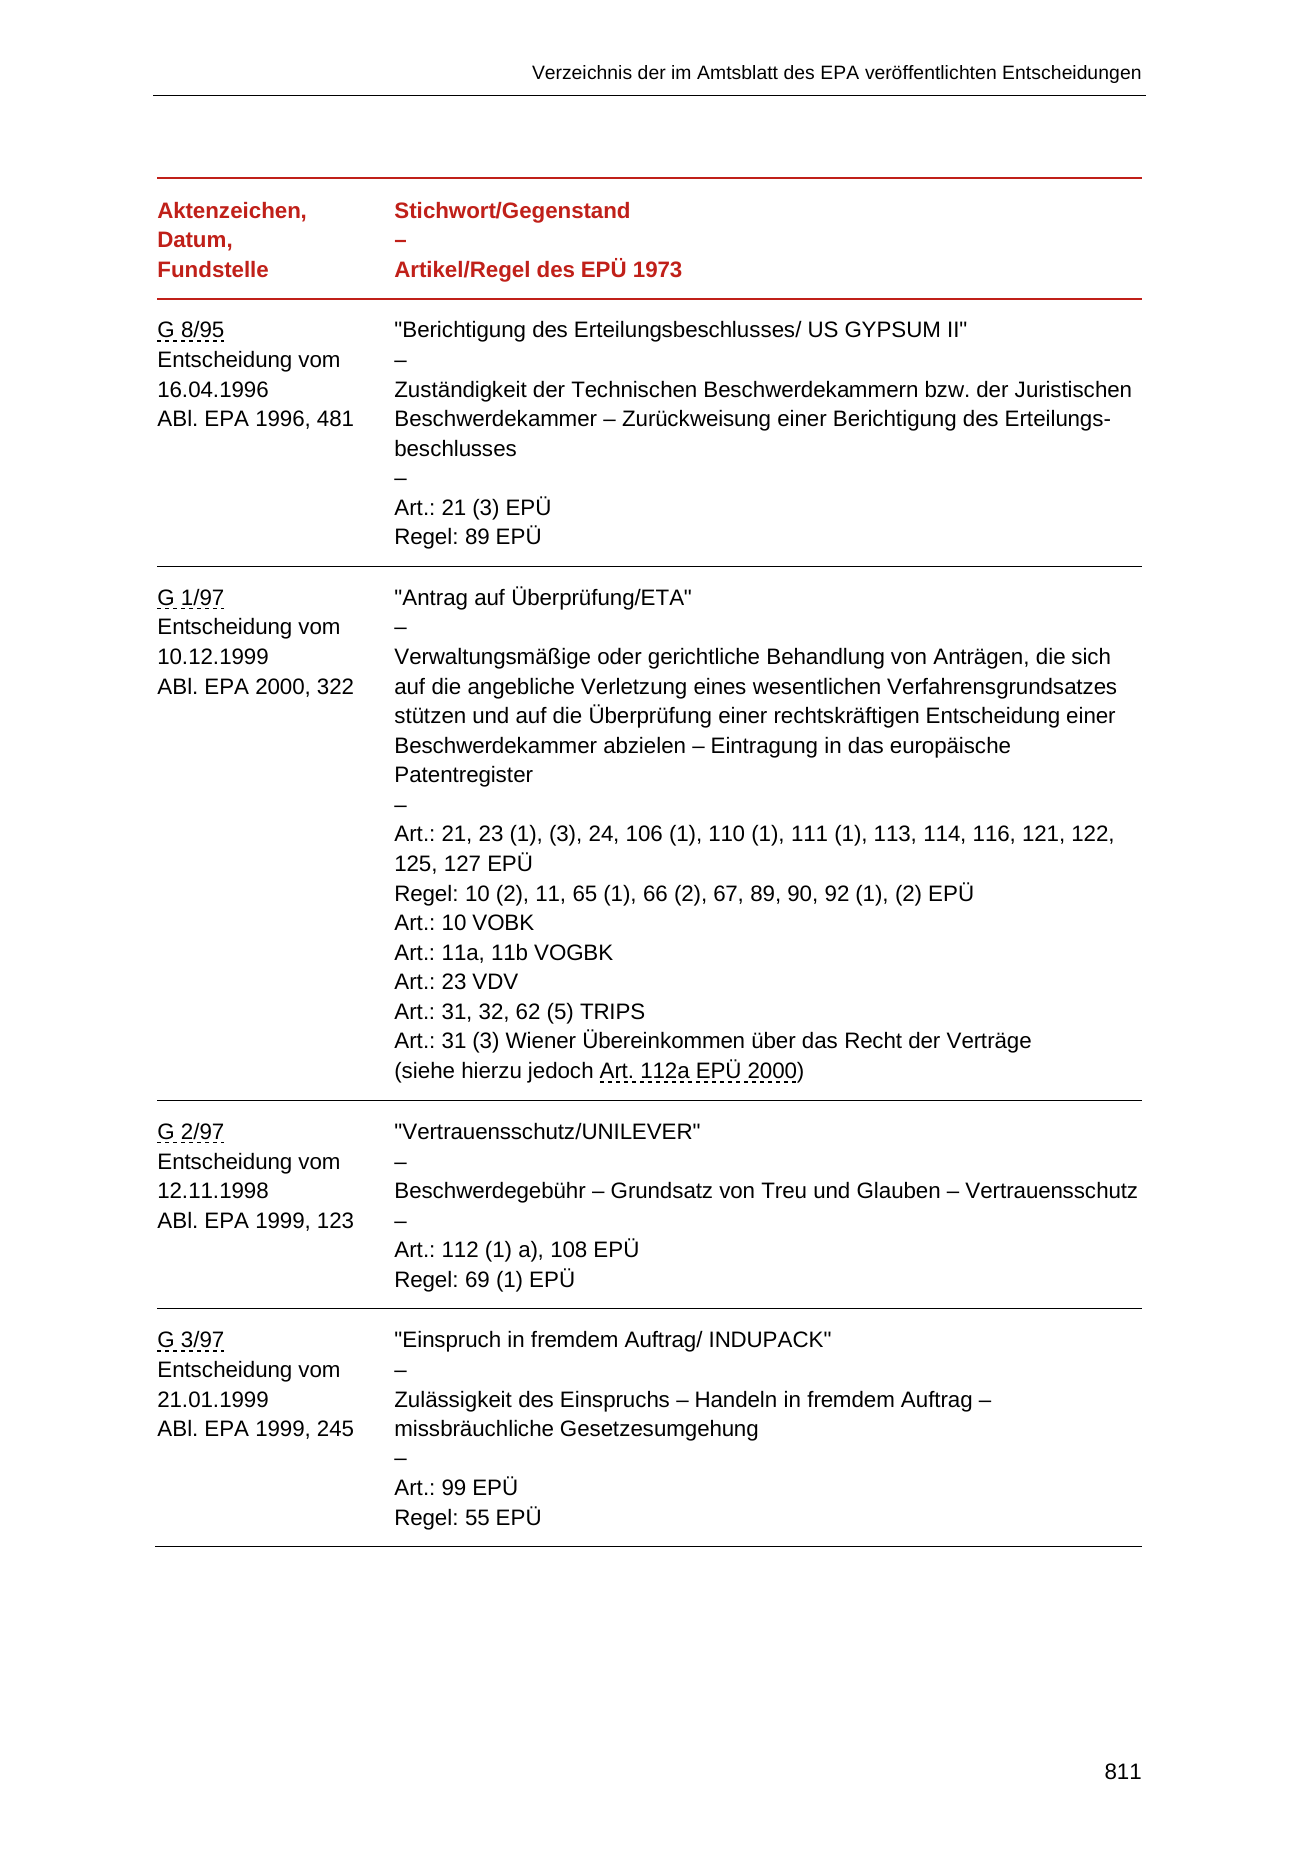 Verzeichnis der im Amtsblatt des EPA veröffentlichten Entscheidungen
Aktenzeichen,
Datum,
Fundstelle
Stichwort/Gegenstand
–
Artikel/Regel des EPÜ 1973
G 8/95
Entscheidung vom
16.04.1996
ABl. EPA 1996, 481
"Berichtigung des Erteilungsbeschlusses/ US GYPSUM II"
–
Zuständigkeit der Technischen Beschwerdekammern bzw. der Juristischen
Beschwerdekammer – Zurückweisung einer Berichtigung des Erteilungs-
beschlusses
–
Art.: 21 (3) EPÜ
Regel: 89 EPÜ
G 1/97
Entscheidung vom
10.12.1999
ABl. EPA 2000, 322
"Antrag auf Überprüfung/ETA"
–
Verwaltungsmäßige oder gerichtliche Behandlung von Anträgen, die sich
auf die angebliche Verletzung eines wesentlichen Verfahrensgrundsatzes
stützen und auf die Überprüfung einer rechtskräftigen Entscheidung einer
Beschwerdekammer abzielen – Eintragung in das europäische
Patentregister
–
Art.: 21, 23 (1), (3), 24, 106 (1), 110 (1), 111 (1), 113, 114, 116, 121, 122,
125, 127 EPÜ
Regel: 10 (2), 11, 65 (1), 66 (2), 67, 89, 90, 92 (1), (2) EPÜ
Art.: 10 VOBK
Art.: 11a, 11b VOGBK
Art.: 23 VDV
Art.: 31, 32, 62 (5) TRIPS
Art.: 31 (3) Wiener Übereinkommen über das Recht der Verträge
(siehe hierzu jedoch Art. 112a EPÜ 2000)
G 2/97
Entscheidung vom
12.11.1998
ABl. EPA 1999, 123
"Vertrauensschutz/UNILEVER"
–
Beschwerdegebühr – Grundsatz von Treu und Glauben – Vertrauensschutz
–
Art.: 112 (1) a), 108 EPÜ
Regel: 69 (1) EPÜ
G 3/97
Entscheidung vom
21.01.1999
ABl. EPA 1999, 245
"Einspruch in fremdem Auftrag/ INDUPACK"
–
Zulässigkeit des Einspruchs – Handeln in fremdem Auftrag –
missbräuchliche Gesetzesumgehung
–
Art.: 99 EPÜ
Regel: 55 EPÜ
811